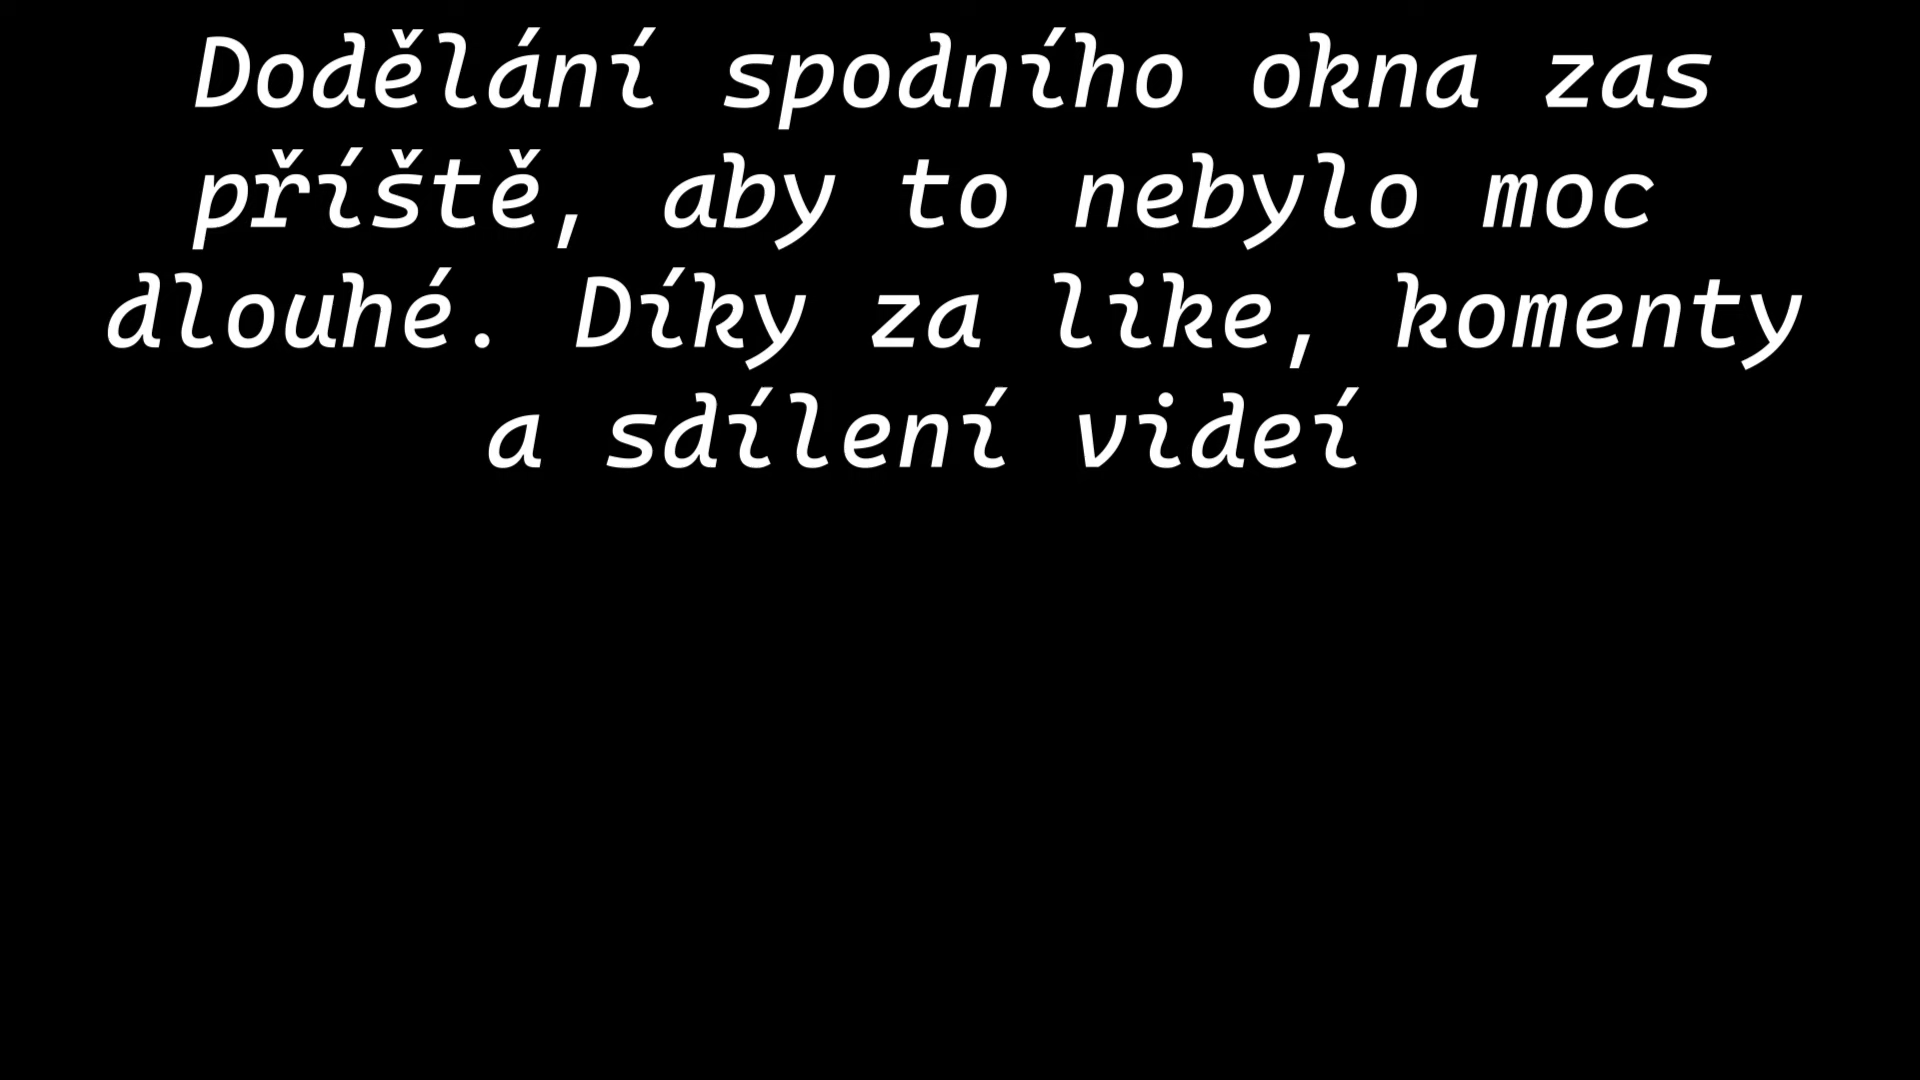 Dodělání spodního okna zas
příště, aby to nebylo moc
dlouhé. Díky za like, komenty
a sdílení videí